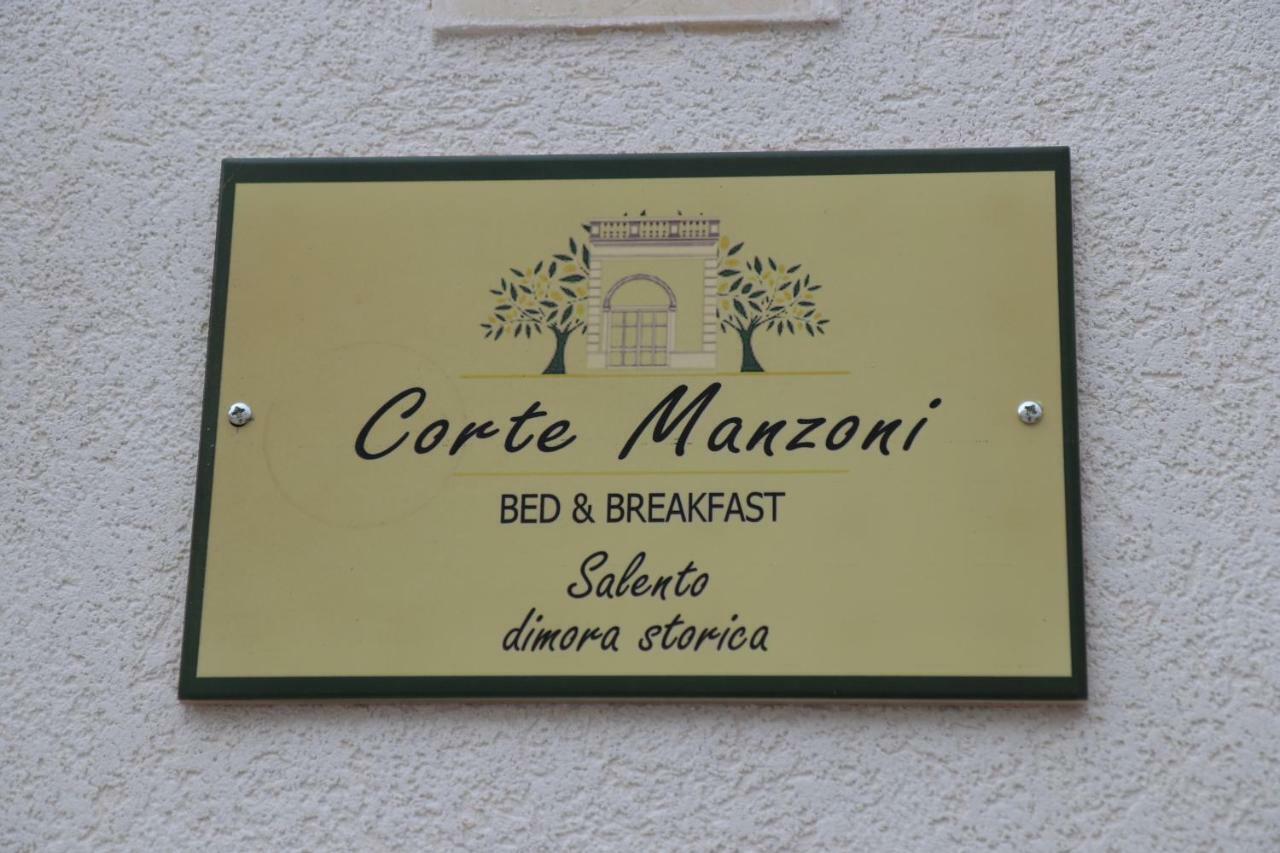 Corte Manzoni
BED & BREAKFAST
Salento
dimora storica